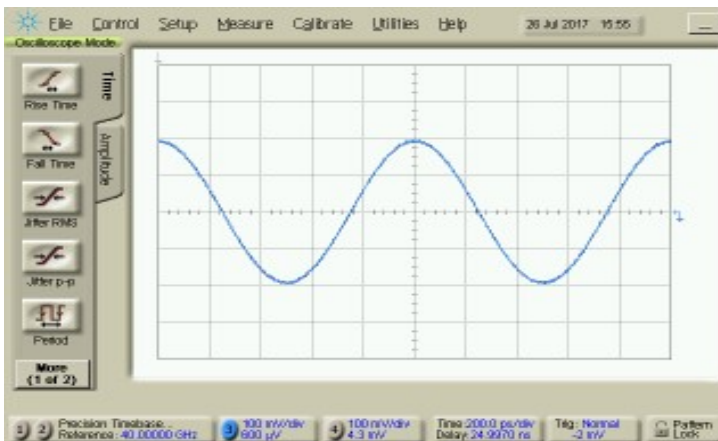 File Control Setup Measure Calibrate Utilities Help 26 Jul 2017 16:55
Oscilloscope Mode
Time
Amplitude
Rise Time
Fall Time
Jitter RMS
Jitter p-p
Period
More
(1 of 2)
1) 2) Precision Timebase...
Reference: 40.00000 GHz
3) 100 mV/div
600 µV
4) 100 mV/div
4.3 mV
Time:200.0 ps/div
Delay:24.9970 ns
Trig: Normal
-2 mV
Pattern
Lock